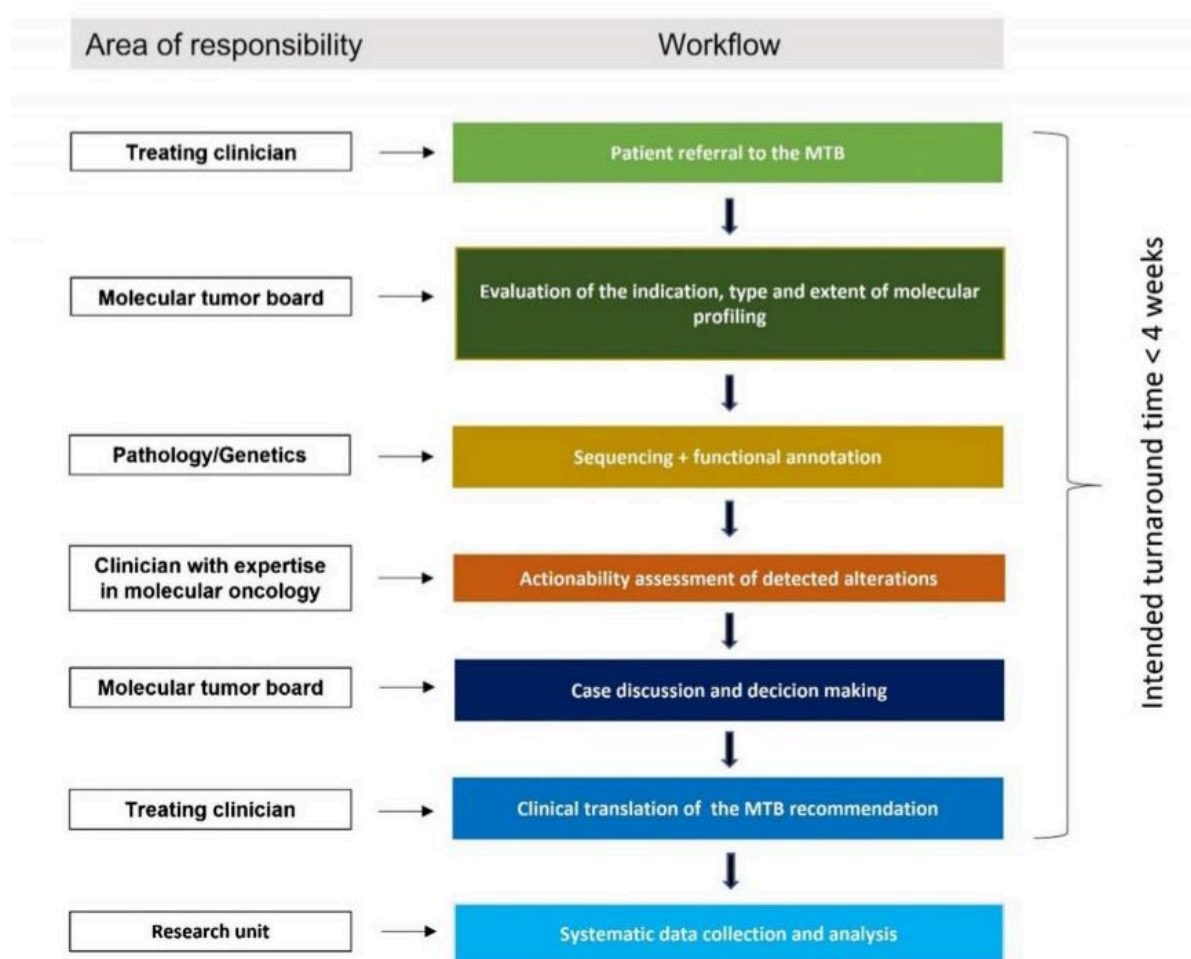 Area of responsibility
Workflow
Treating clinician
Patient referral to the MTB
Molecular tumor board
Evaluation of the indication, type and extent of molecular
profiling
Pathology/Genetics
Sequencing + functional annotation
Clinician with expertise
in molecular oncology
Actionability assessment of detected alterations
Molecular tumor board
Case discussion and decicion making
Treating clinician
Clinical translation of the MTB recommendation
Research unit
Systematic data collection and analysis
Intended turnaround time < 4 weeks